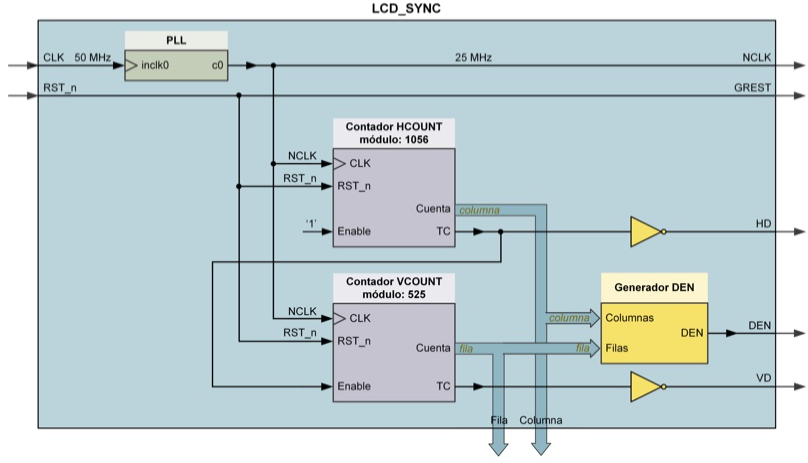 LCD_SYNC
PLL
CLK 50 MHz
inclk0 c0
25 MHz
NCLK
RST_n
GREST
Contador HCOUNT
módulo: 1056
NCLK
CLK
RST_n
RST_n
Cuenta
columna
'1'
Enable
TC
HD
Contador VCOUNT
módulo: 525
Generador DEN
NCLK
CLK
columna
Columnas
RST_n
RST_n
DEN
DEN
Cuenta
fila
fila
Filas
Enable
TC
VD
Fila Columna